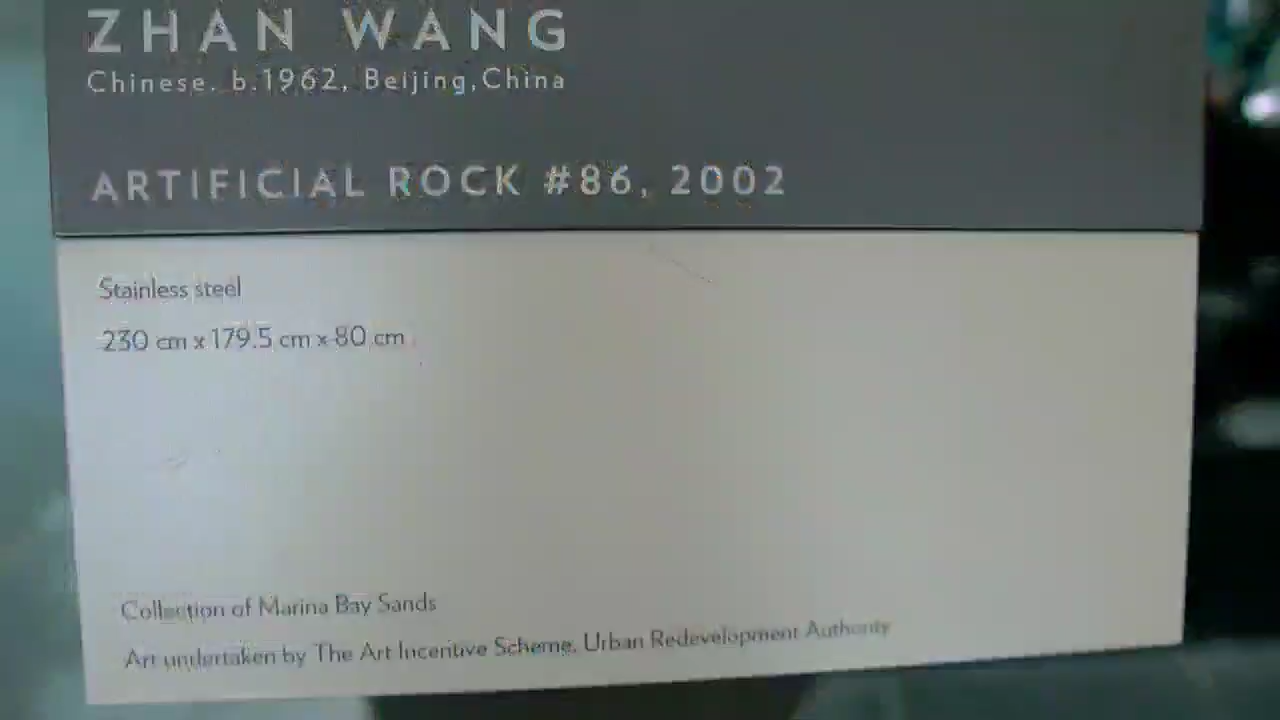 ZHAN WANG
Chinese. b.1962, Beijing, China
ARTIFICIAL ROCK #86, 2002
Stainless steel
230 cm x 179.5 cm x 80 cm
Collection of Marina Bay Sands
Art undertaken by The Art Incentive Scheme, Urban Redevelopment Authority